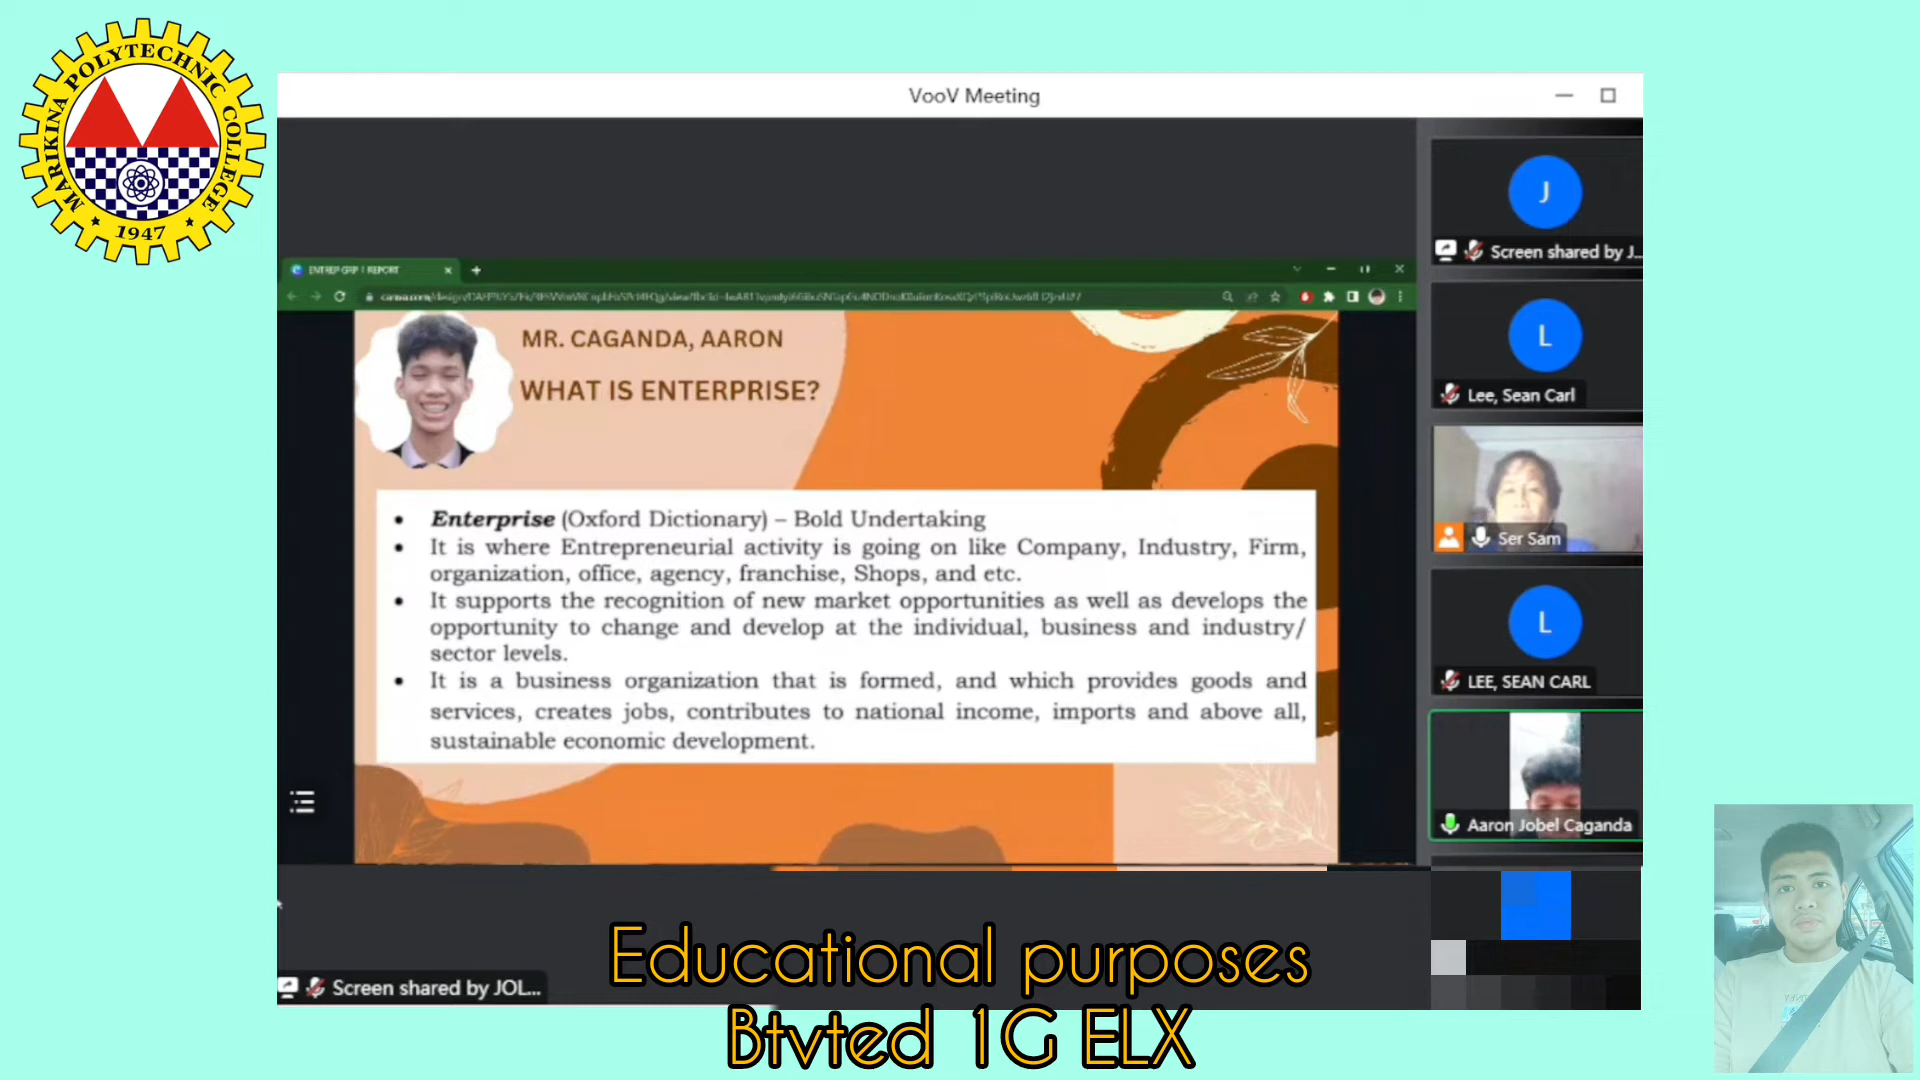 MARIKINA POLYTECHNIC COLLEGE
1947
VooV Meeting
ENTREP GRP 1 REPORT
MR. CAGANDA, AARON
WHAT IS ENTERPRISE?
• Enterprise (Oxford Dictionary) – Bold Undertaking
• It is where Entrepreneurial activity is going on like Company, Industry, Firm,
organization, office, agency, franchise, Shops, and etc.
• It supports the recognition of new market opportunities as well as develops the
opportunity to change and develop at the individual, business and industry/
sector levels.
• It is a business organization that is formed, and which provides goods and
services, creates jobs, contributes to national income, imports and above all,
sustainable economic development.
J
Screen shared by J...
L
Lee, Sean Carl
Ser Sam
L
LEE, SEAN CARL
Aaron Jobel Caganda
Screen shared by JOL...
Educational purposes
Btvted 1G ELX